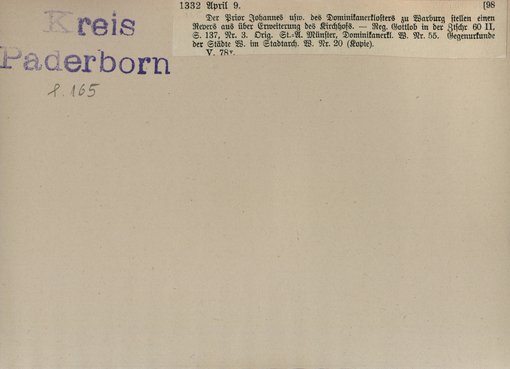 Kreis
Paderborn
S. 165
1332 April 9. [98
Der Prior Johannes usw. des Dominikanerklosters zu Warburg stellen einen
Revers aus über Erweiterung des Kirchhofs. — Reg. Gottlob in der Ztschr. 60 II,
S. 137, Nr. 3. Orig. St.-A. Münster, Dominikanerkl. W. Nr. 55. Gegenurkunde
der Städte W. im Stadtarch. W. Nr. 20 (Kopie).
V. 78v.